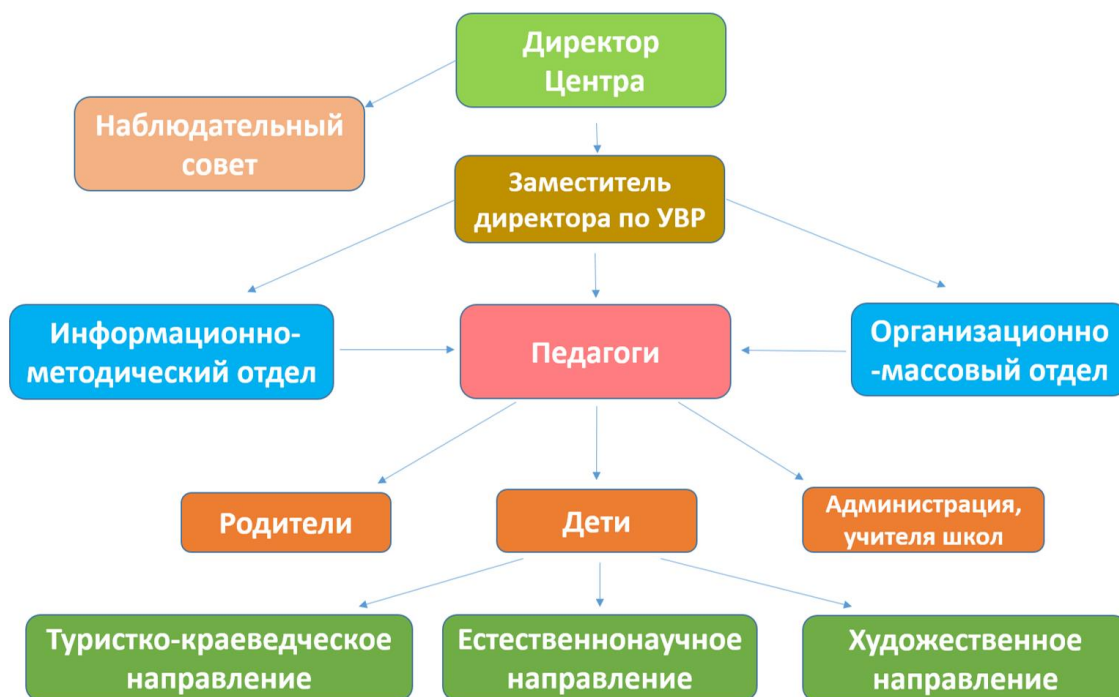 Директор
Центра
Наблюдательный
совет
Заместитель
директора по УВР
Информационно-
методический отдел
Педагоги
Организационно
-массовый отдел
Родители
Дети
Администрация,
учителя школ
Туристко-краеведческое
направление
Естественнонаучное
направление
Художественное
направление